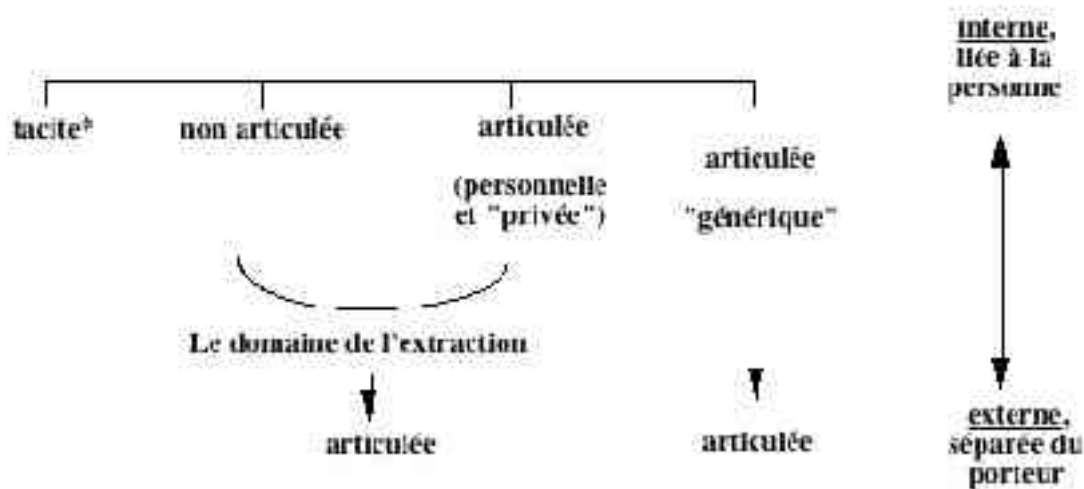 interne,
liée à la
personne
tacite*
non articulée
articulée
articulée
(personnelle
et "privée")
"générique"
Le domaine de l'extraction
articulée
articulée
externe,
séparée du
porteur